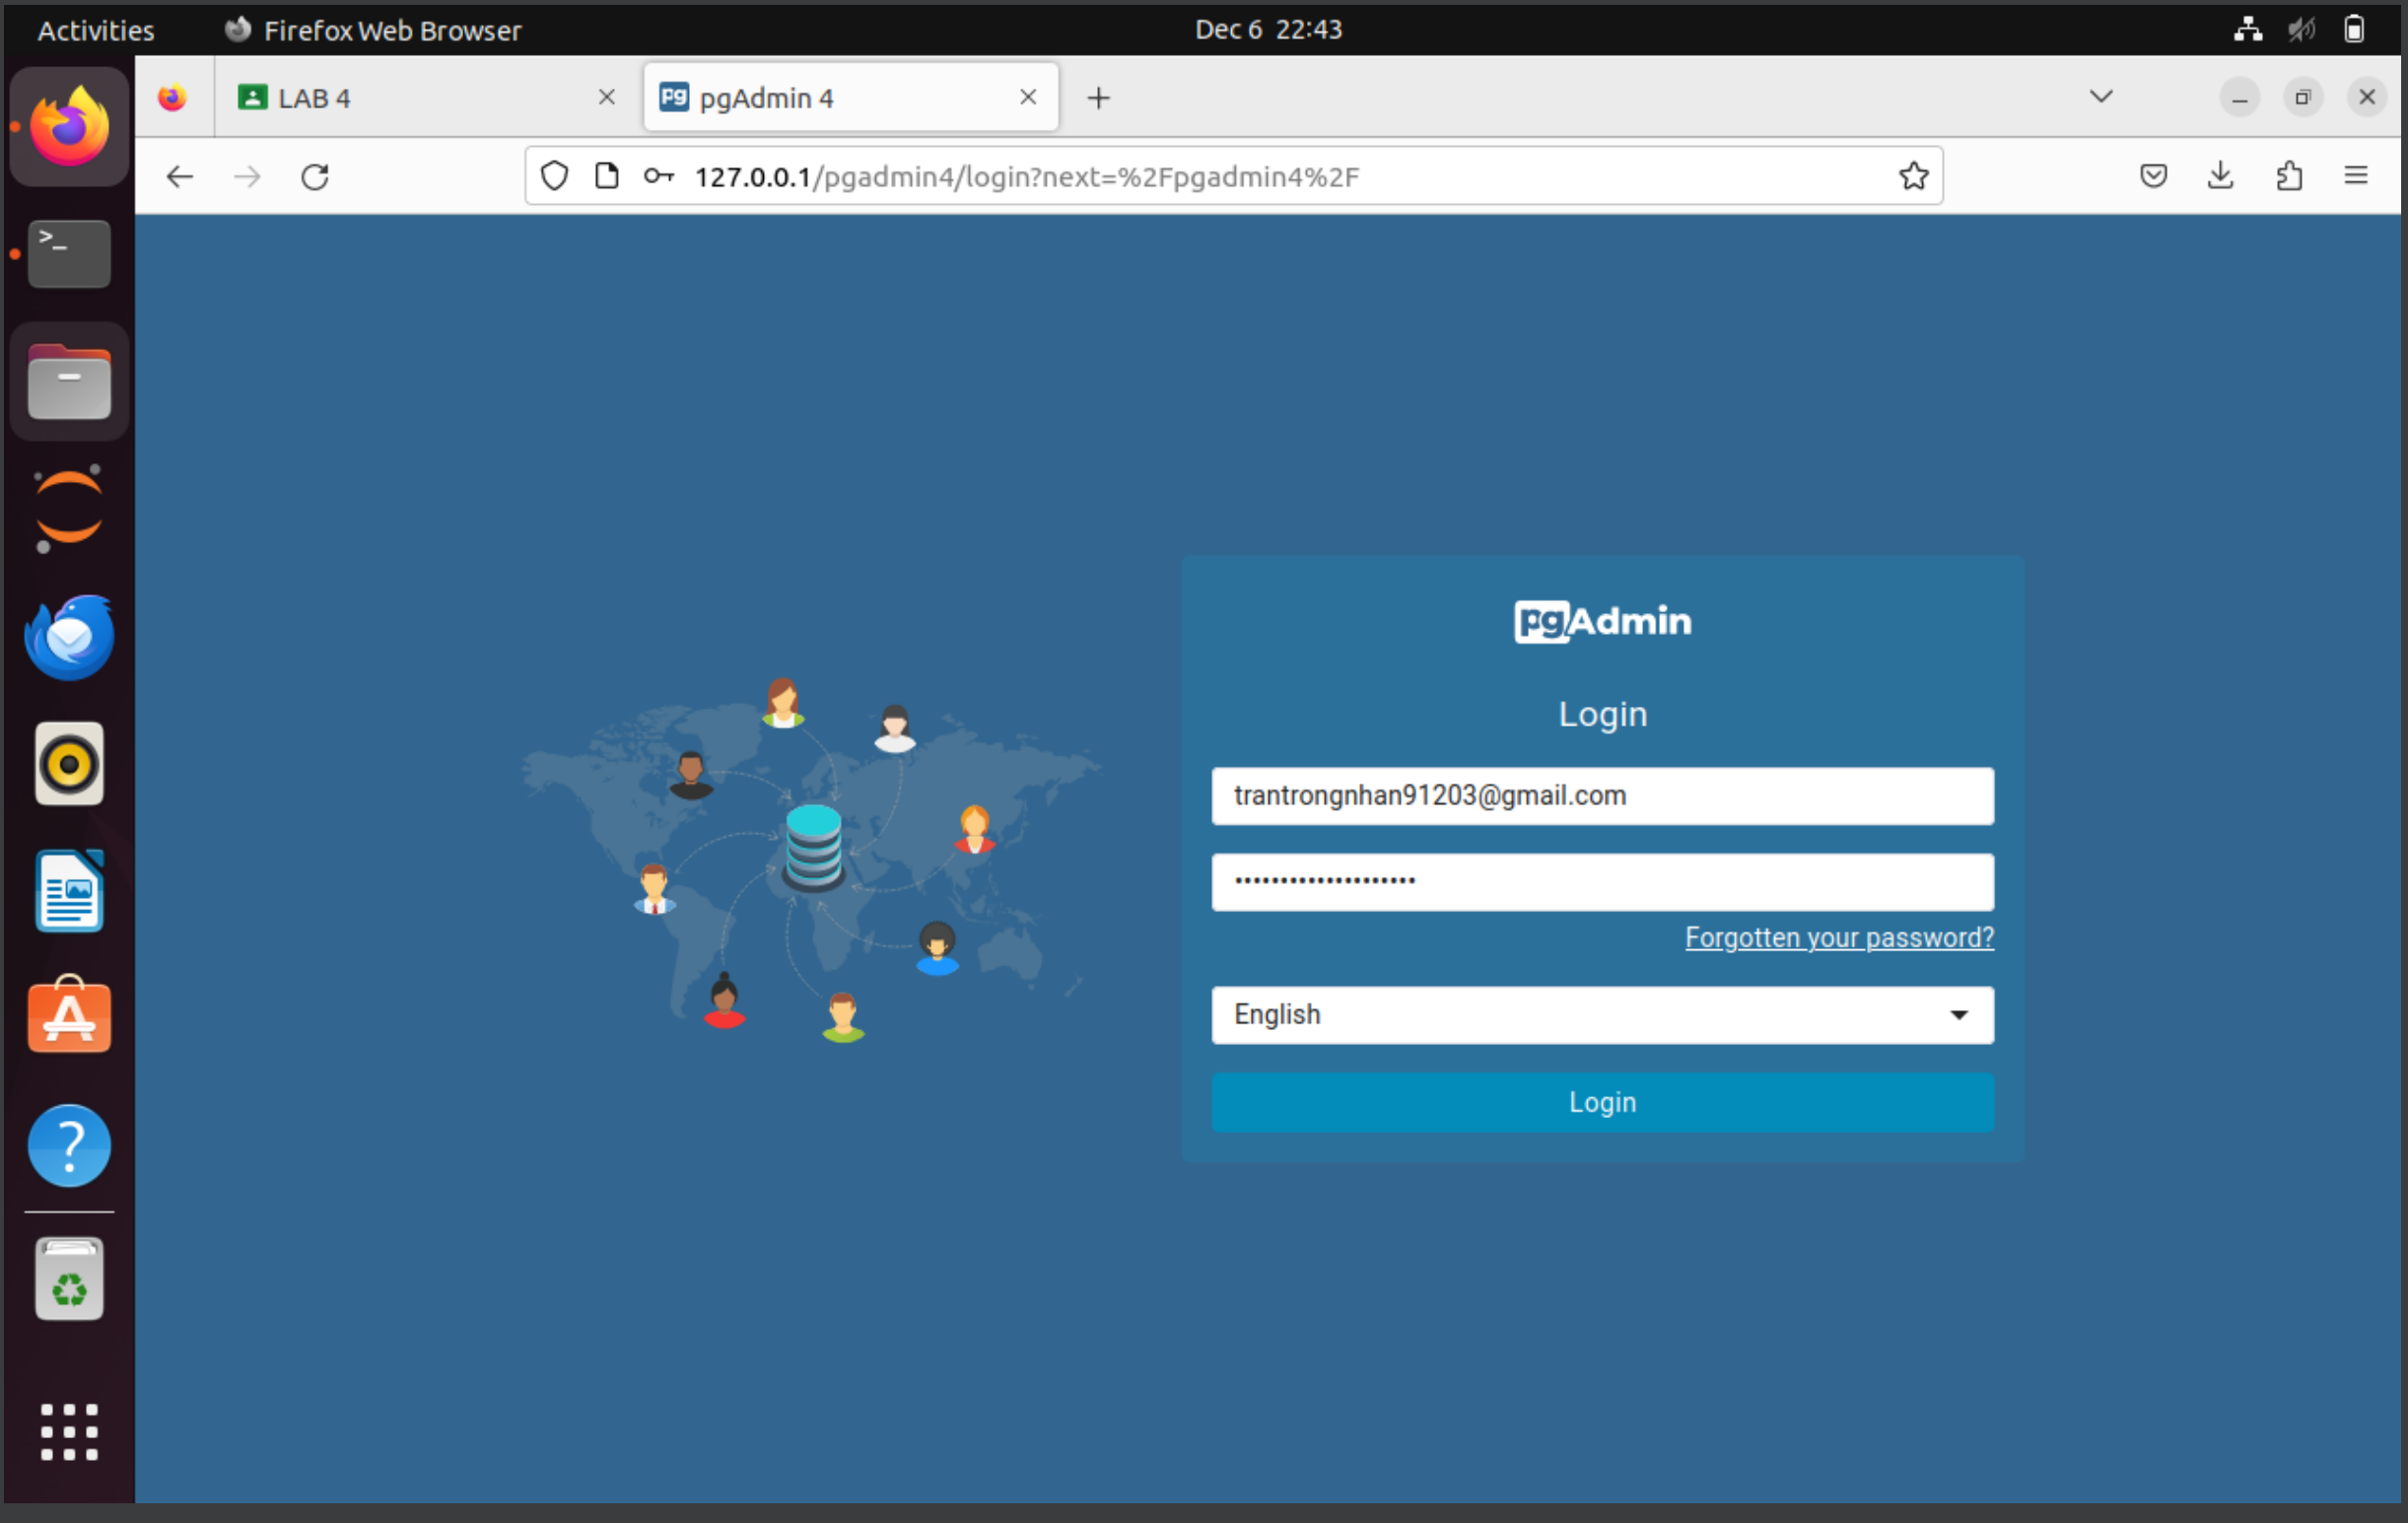 Activities Firefox Web Browser Dec 6 22:43
LAB 4 pgAdmin 4
127.0.0.1/pgadmin4/login?next=%2Fpgadmin4%2F
pgAdmin
Login
trantrongnhan91203@gmail.com
••••••••••••••••••••
Forgotten your password?
English
Login